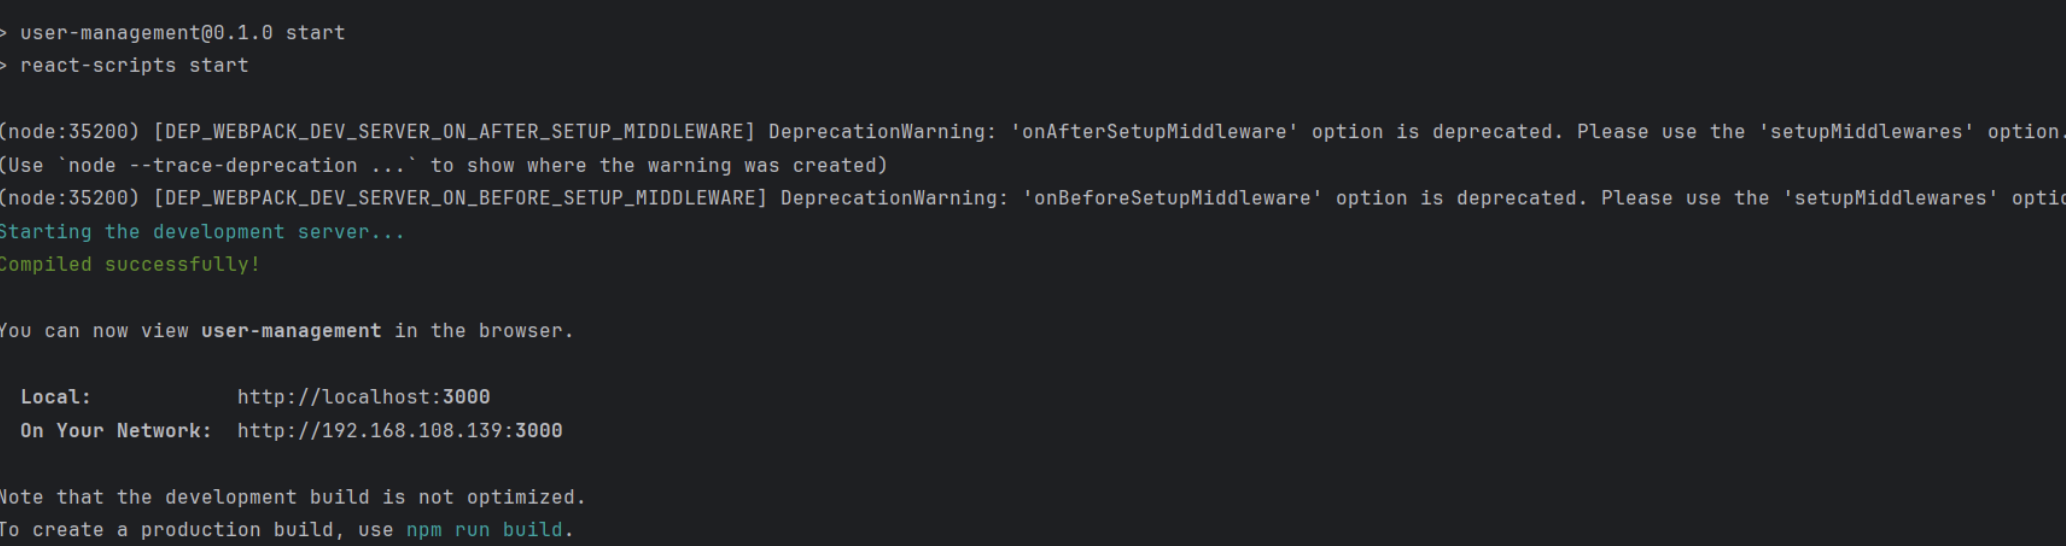 > user-management@0.1.0 start
> react-scripts start
(node:35200) [DEP_WEBPACK_DEV_SERVER_ON_AFTER_SETUP_MIDDLEWARE] DeprecationWarning: 'onAfterSetupMiddleware' option is deprecated. Please use the 'setupMiddlewares' option.
(Use `node --trace-deprecation ...` to show where the warning was created)
(node:35200) [DEP_WEBPACK_DEV_SERVER_ON_BEFORE_SETUP_MIDDLEWARE] DeprecationWarning: 'onBeforeSetupMiddleware' option is deprecated. Please use the 'setupMiddlewares' optio
Starting the development server...
Compiled successfully!
You can now view user-management in the browser.
Local: http://localhost:3000
On Your Network: http://192.168.108.139:3000
Note that the development build is not optimized.
To create a production build, use npm run build.